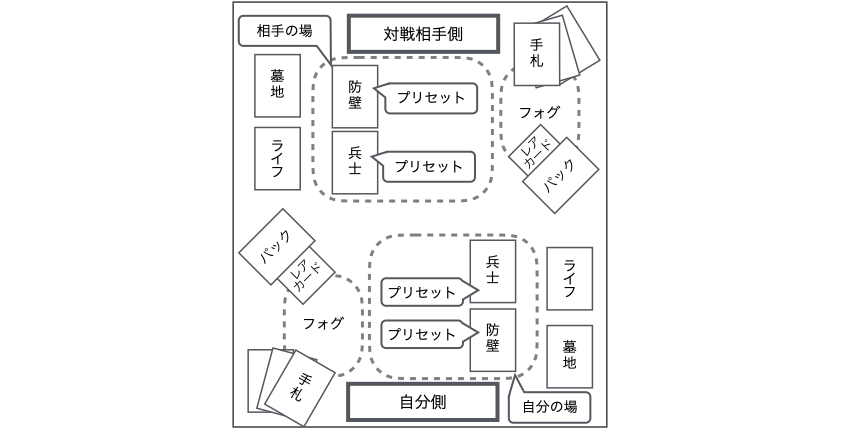 相手の場
対戦相手側
手札
墓地
防壁
プリセット
フォグ
ライフ
兵士
プリセット
レア
カード
パック
パック
レア
カード
兵士
ライフ
プリセット
フォグ
プリセット
防壁
墓地
手札
自分側
自分の場